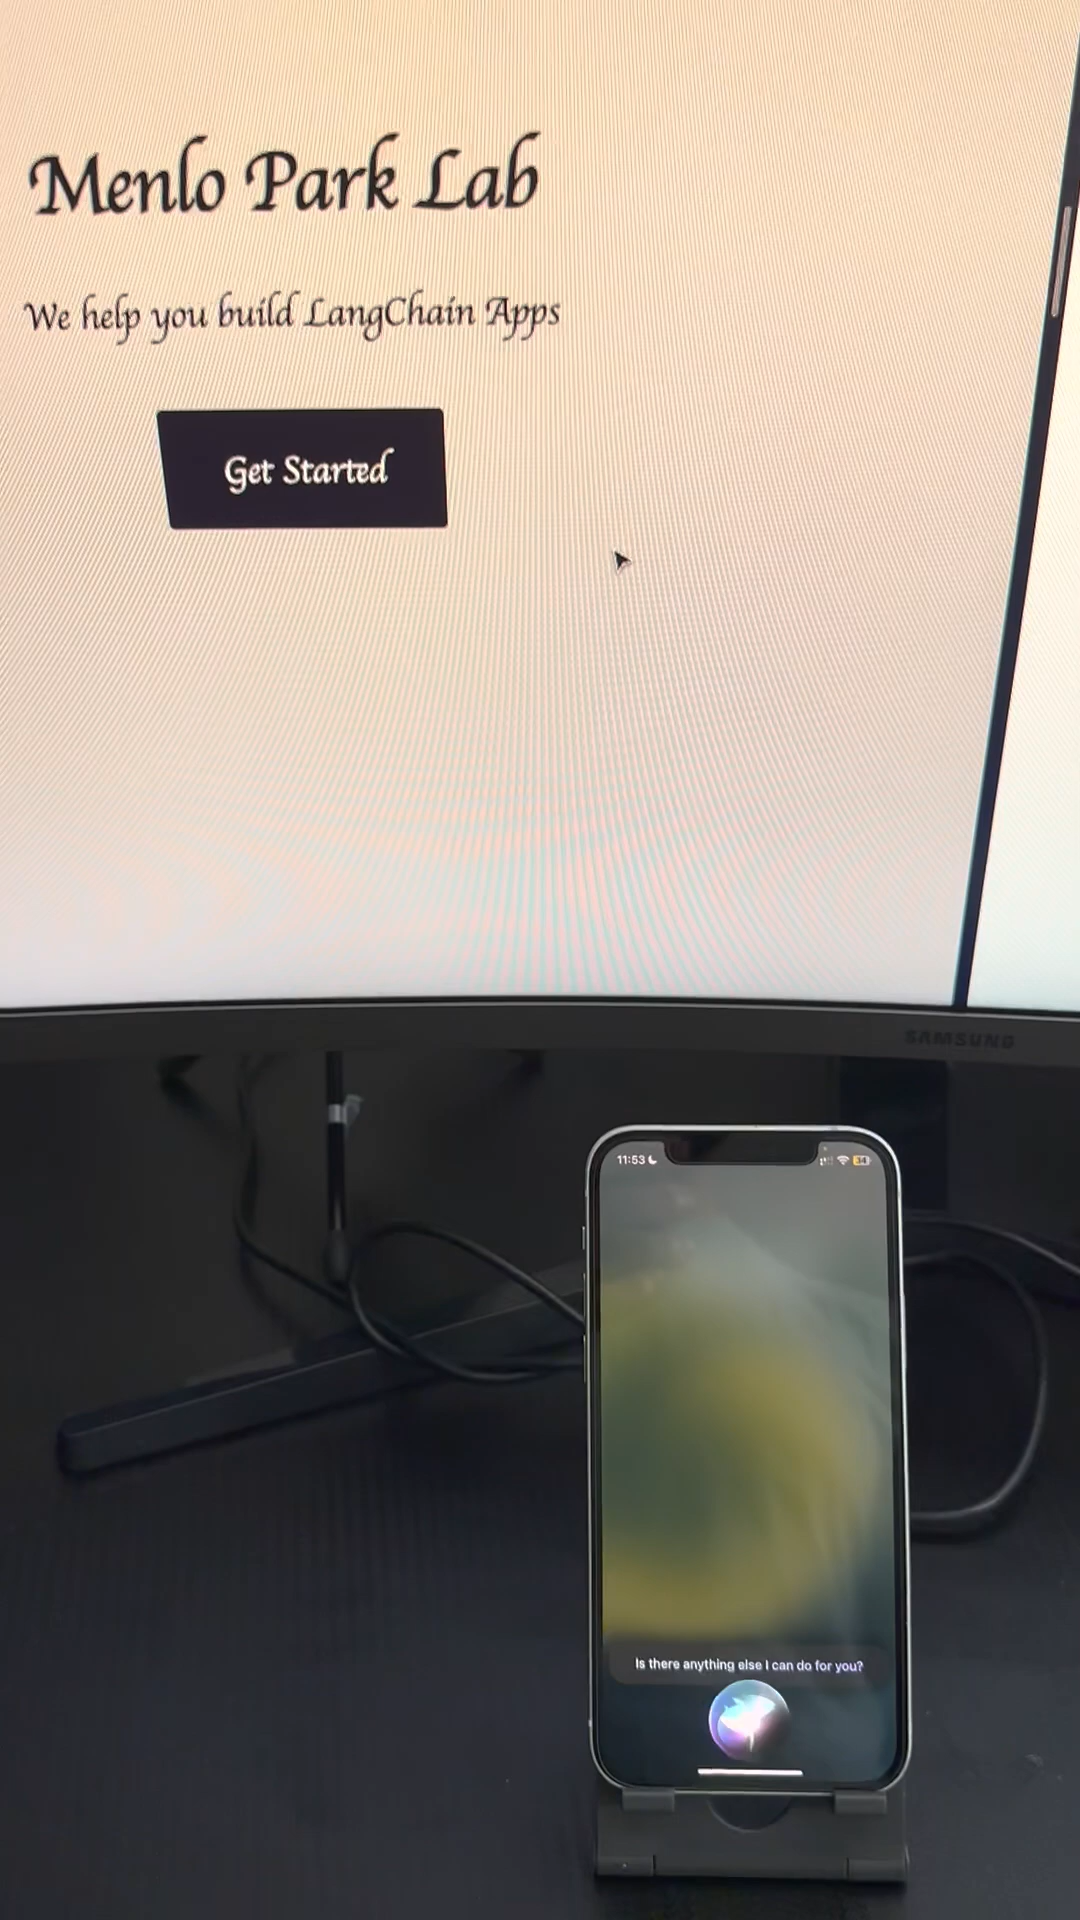 Menlo Park Lab
We help you build LangChain Apps
Get Started
SAMSUNG
11:53
34
Is there anything else I can do for you?